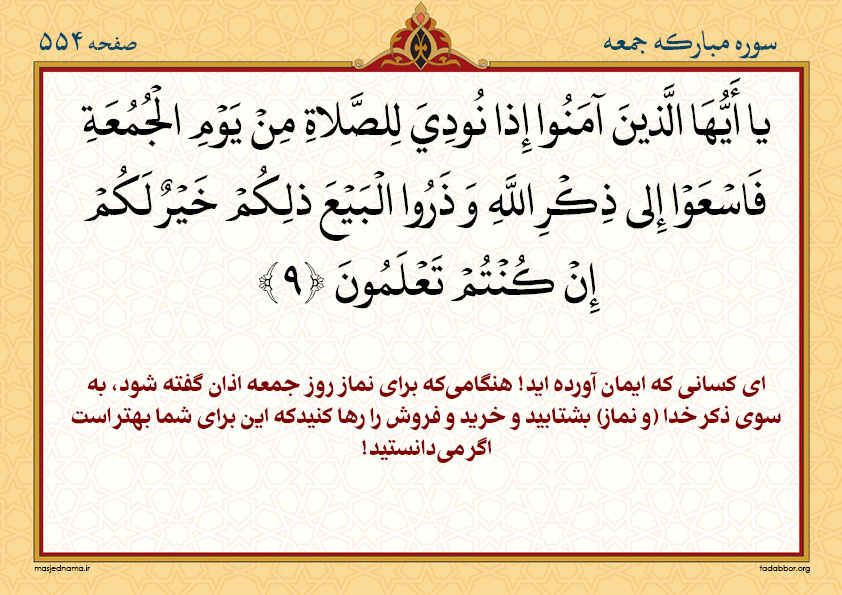 سوره مبارکه جمعه
صفحه ۵۵۴
يا أَيُّهَا الَّذينَ آمَنُوا إِذا نُودِيَ لِلصَّلاةِ مِنْ يَوْمِ الْجُمُعَةِ
فَاسْعَوْا إِلى ذِكْرِ اللَّهِ وَ ذَرُوا الْبَيْعَ ذلِكُمْ خَيْرٌ لَكُمْ
إِنْ كُنْتُمْ تَعْلَمُونَ ﴿۹﴾
ای کسانی که ایمان آورده اید! هنگامی‌که برای نماز روز جمعه اذان گفته شود، به
سوی ذکر خدا (و نماز) بشتابید و خرید و فروش را رها کنیدکه این برای شما بهتر است
اگر می‌دانستید!
masjednama.ir
tadabbor.org